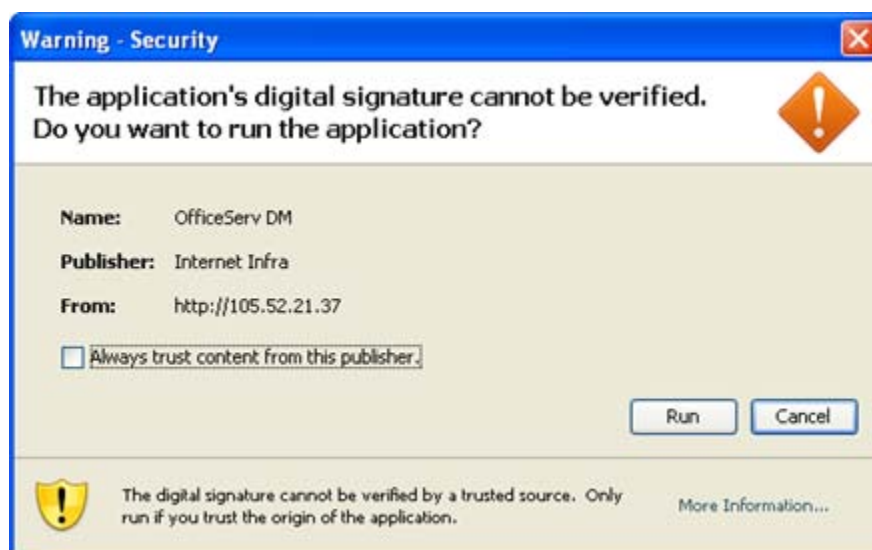 Warning - Security
The application's digital signature cannot be verified.
Do you want to run the application?
Name: OfficeServ DM
Publisher: Internet Infra
From: http://105.52.21.37
Always trust content from this publisher.
Run Cancel
The digital signature cannot be verified by a trusted source. Only
run if you trust the origin of the application.
More Information...